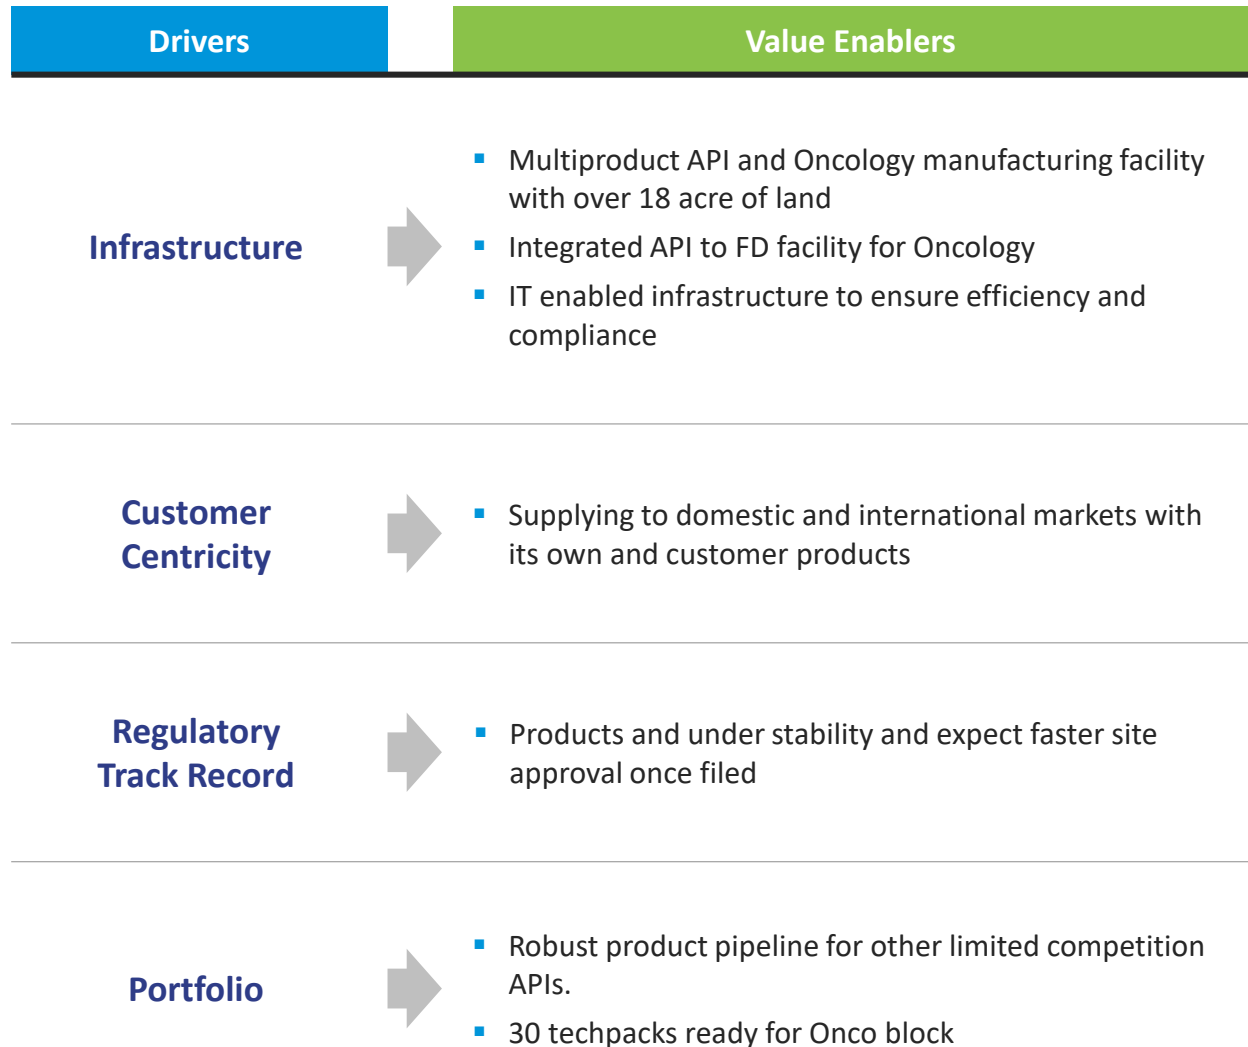 Drivers
Value Enablers
Infrastructure
▪ Multiproduct API and Oncology manufacturing facility
with over 18 acre of land
▪ Integrated API to FD facility for Oncology
▪ IT enabled infrastructure to ensure efficiency and
compliance
Customer
Centricity
▪ Supplying to domestic and international markets with
its own and customer products
Regulatory
Track Record
▪ Products and under stability and expect faster site
approval once filed
Portfolio
▪ Robust product pipeline for other limited competition
APIs.
▪ 30 techpacks ready for Onco block